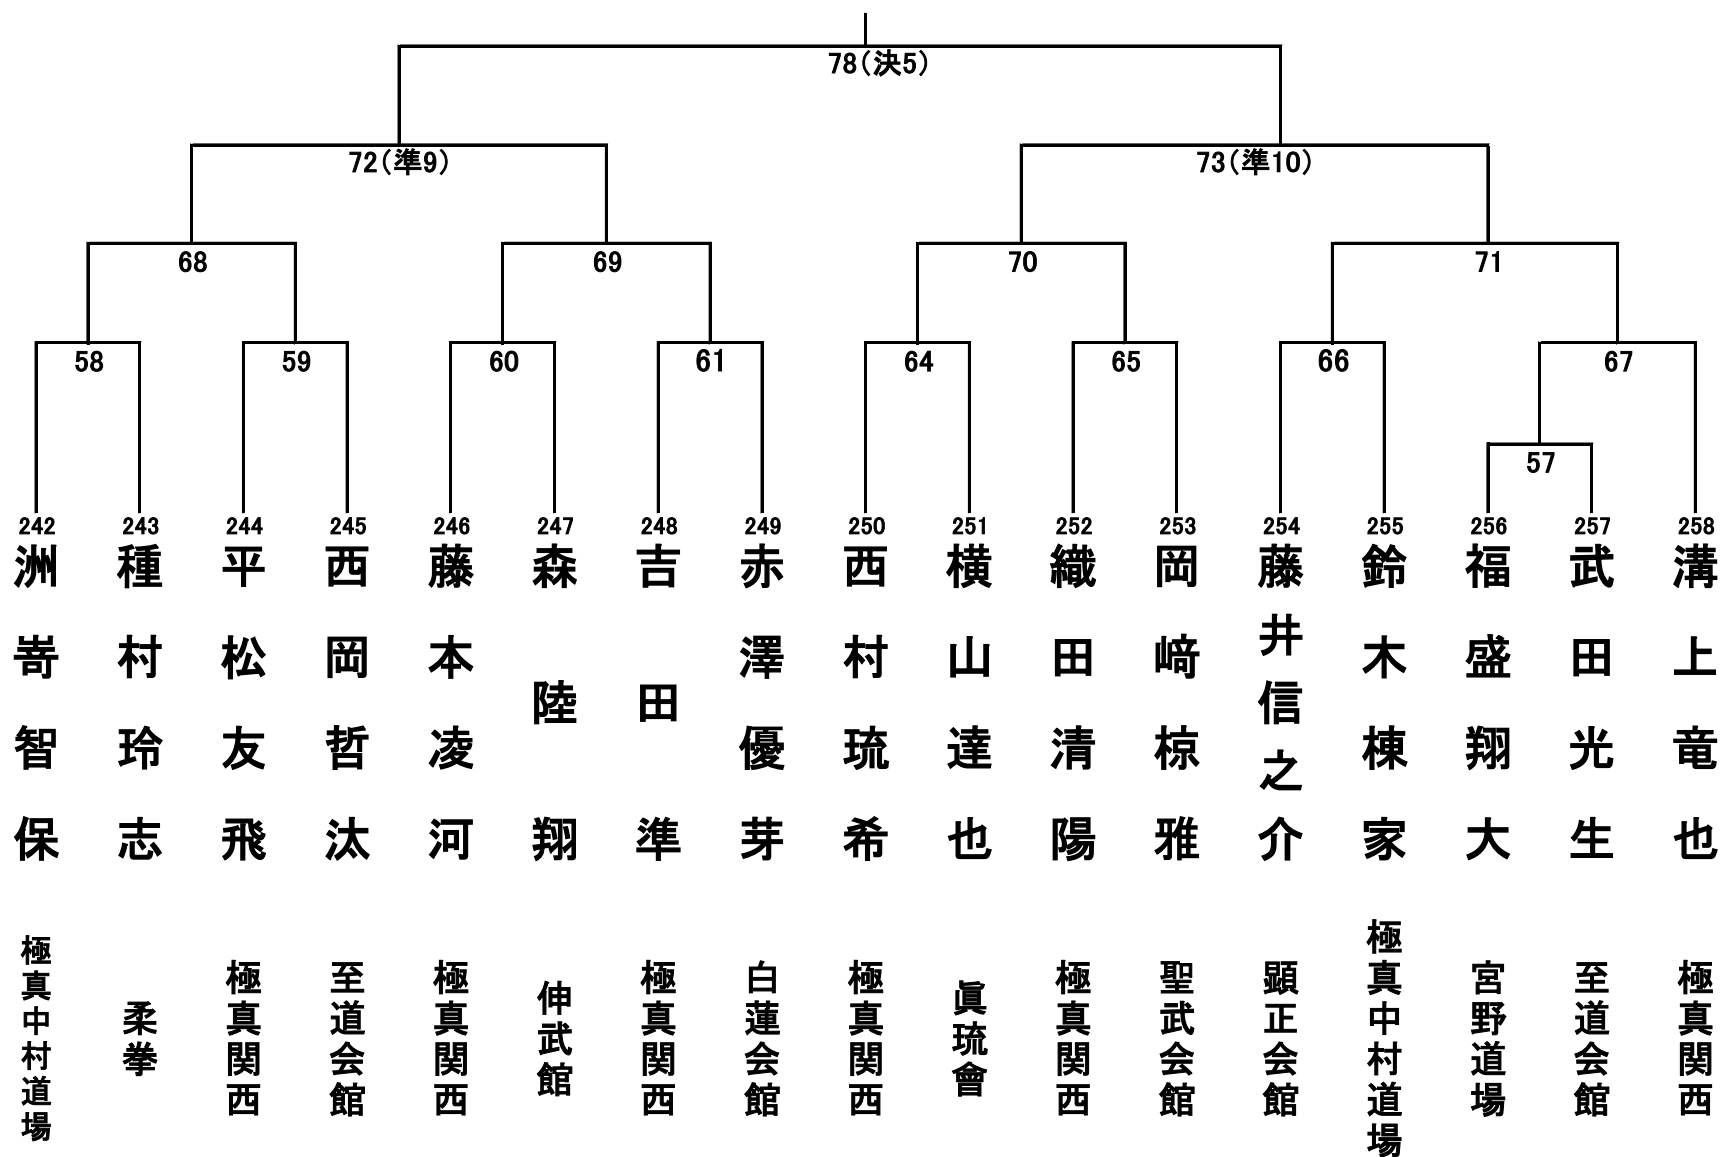 78（決5）
72（準9）
73（準10）
68
69
70
71
58
59
60
61
64
65
66
67
57
242
243
244
245
246
247
248
249
250
251
252
253
254
255
256
257
258
洲嵜智保
種村玲志
平松友飛
西岡哲汰
藤本凌河
森陸翔
吉田準
赤澤優芽
西村琉希
横山達也
織田清陽
岡﨑椋雅
藤井信之介
鈴木棟家
福盛翔大
武田光生
溝上竜也
極真中村道場
柔拳
極真関西
至道会館
極真関西
伸武館
極真関西
白蓮会館
極真関西
眞琉會
極真関西
聖武会館
顕正会館
極真中村道場
宮野道場
至道会館
極真関西